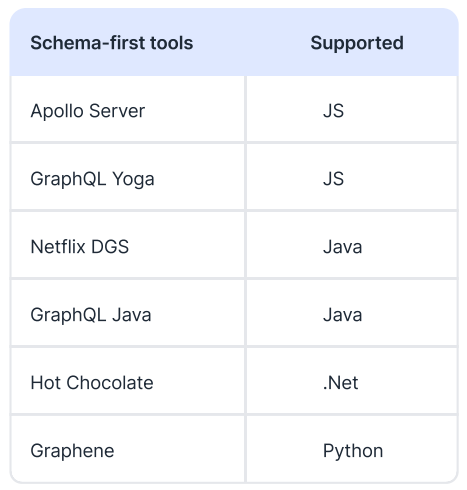 Schema-first tools Supported
Apollo Server JS
GraphQL Yoga JS
Netflix DGS Java
GraphQL Java Java
Hot Chocolate .Net
Graphene Python